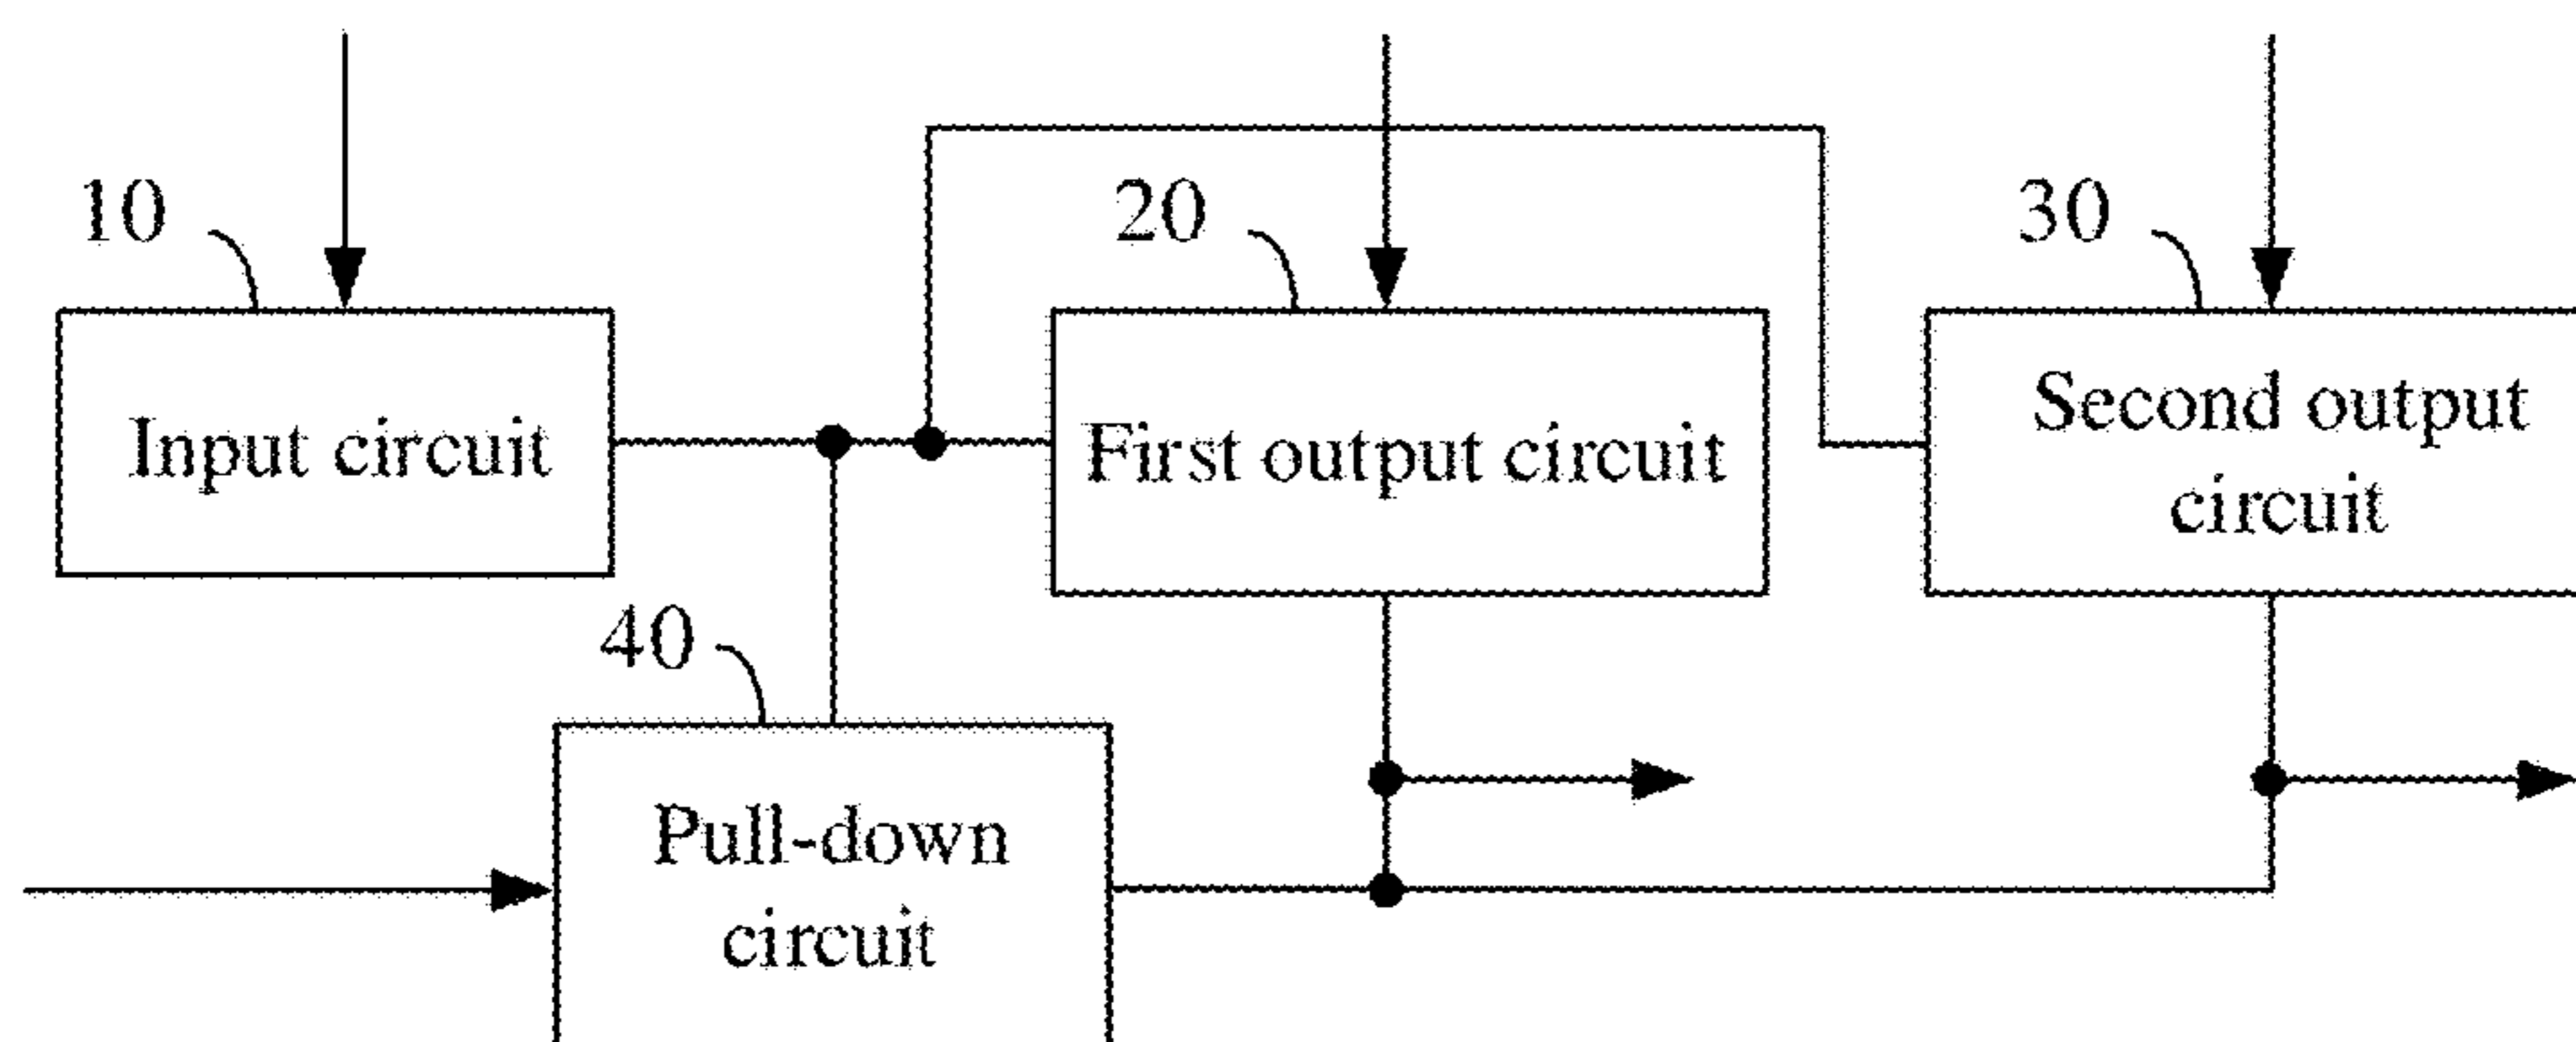 10
20
30
Input circuit
First output circuit
Second output
circuit
40
Pull-down
circuit